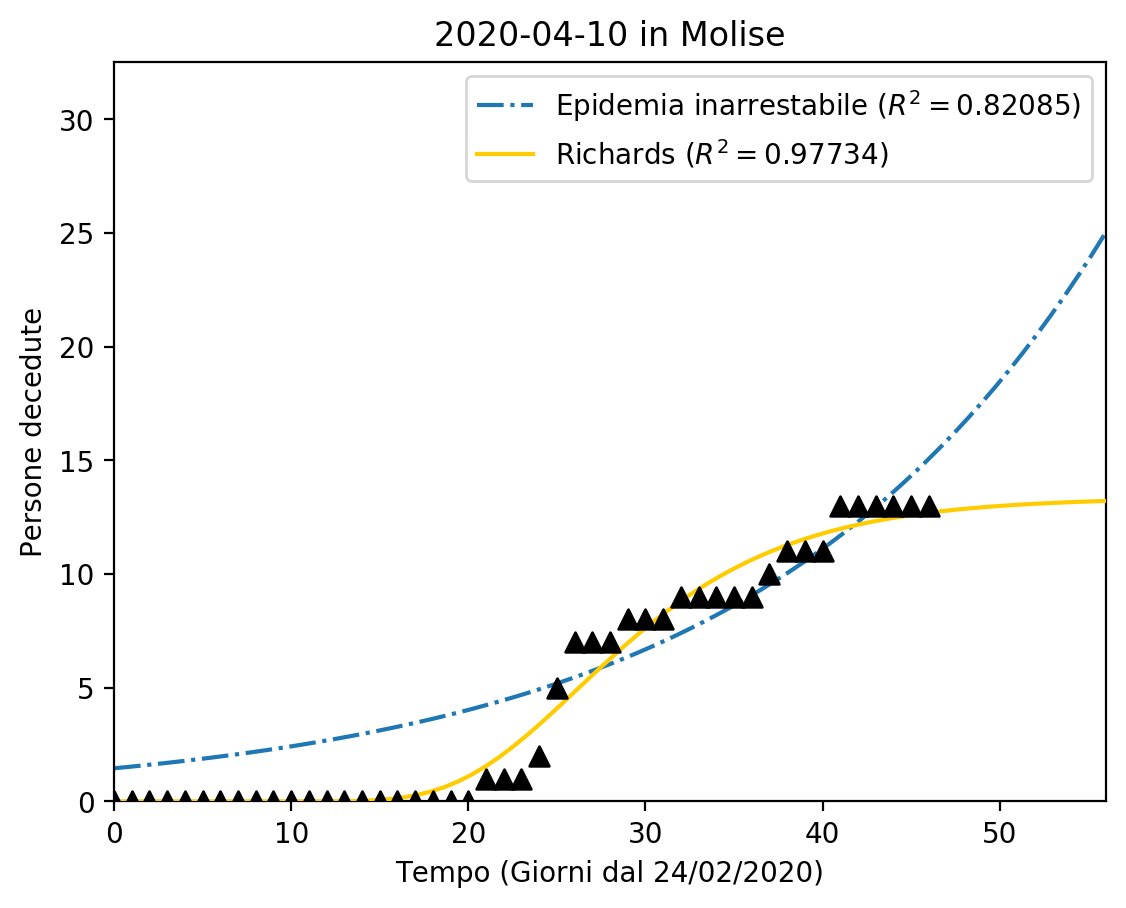 2020-04-10 in Molise
Epidemia inarrestabile ($R^2 = 0.82085$)
Richards ($R^2 = 0.97734$)
Persone decedute
30
25
20
15
10
5
0
0 10 20 30 40 50
Tempo (Giorni dal 24/02/2020)